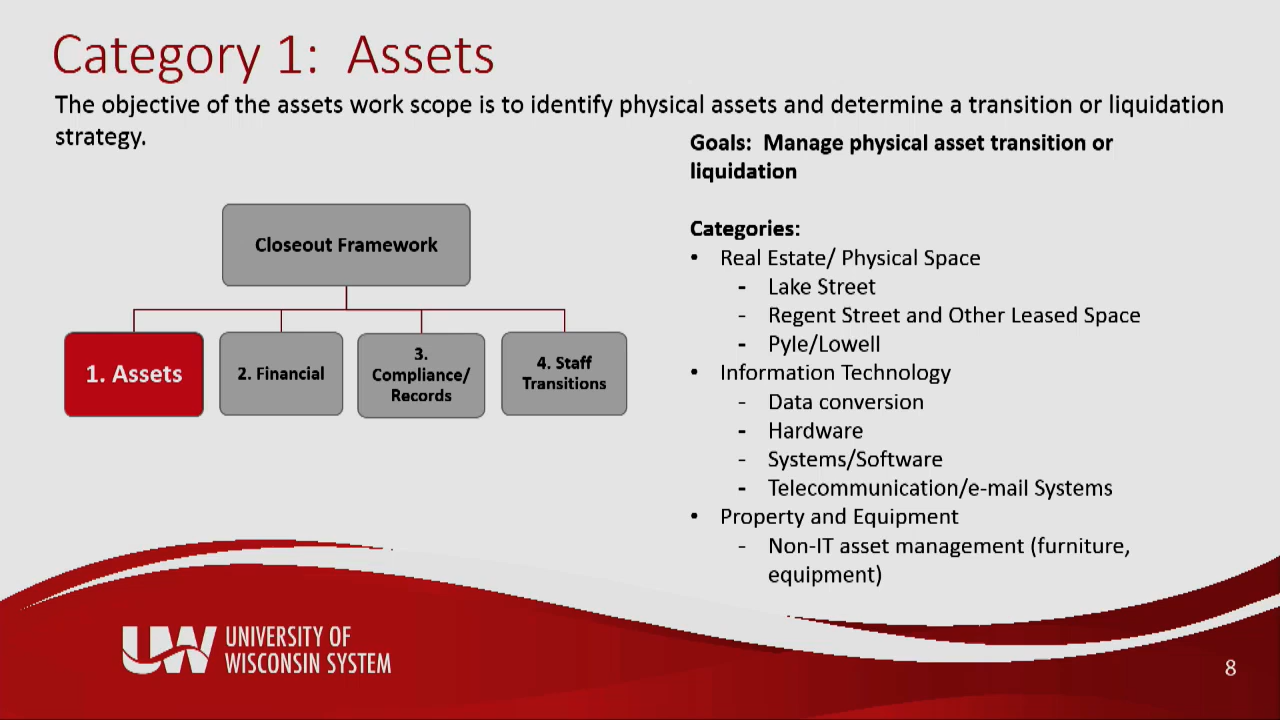 Category 1: Assets
The objective of the assets work scope is to identify physical assets and determine a transition or liquidation
strategy.
Goals: Manage physical asset transition or
liquidation
Closeout Framework
1. Assets
2. Financial
3.
Compliance/
Records
4. Staff
Transitions
Categories:
• Real Estate/ Physical Space
- Lake Street
- Regent Street and Other Leased Space
- Pyle/Lowell
• Information Technology
- Data conversion
- Hardware
- Systems/Software
- Telecommunication/e-mail Systems
• Property and Equipment
- Non-IT asset management (furniture,
equipment)
UW
UNIVERSITY OF
WISCONSIN SYSTEM
8